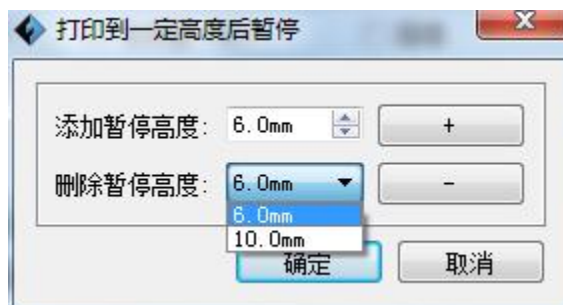 打印到一定高度后暂停
添加暂停高度: 6.0mm +
删除暂停高度: 6.0mm -
6.0mm
10.0mm
确定 取消